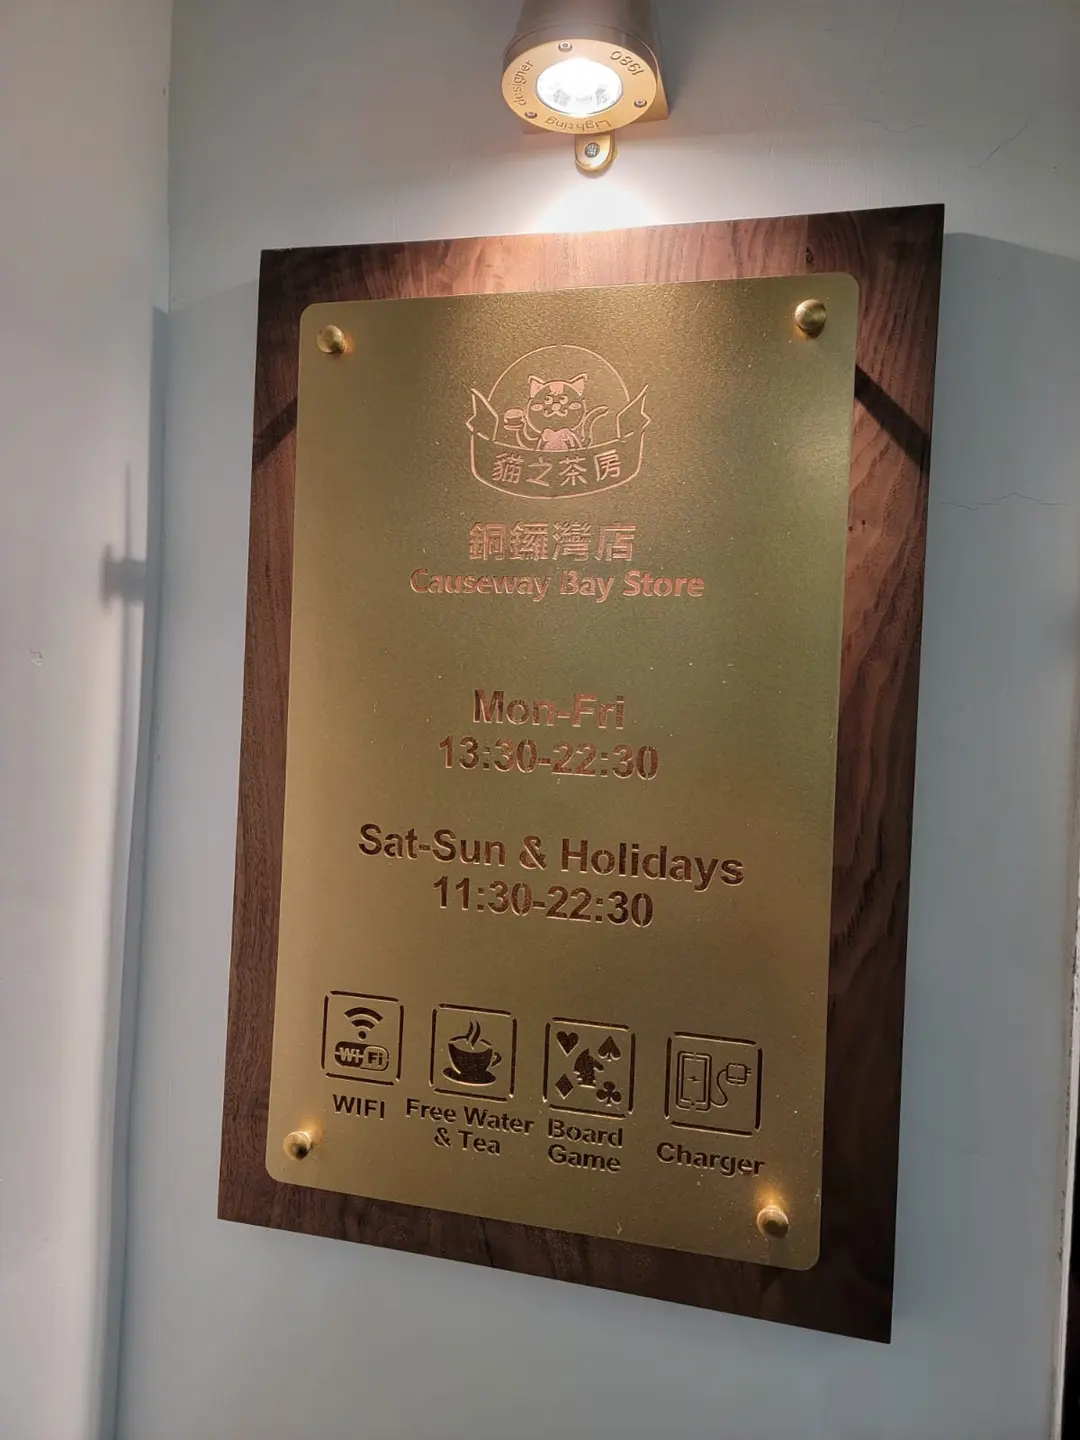 Lighting designer 1980
貓之茶房
銅鑼灣店
Causeway Bay Store
Mon-Fri
13:30-22:30
Sat-Sun & Holidays
11:30-22:30
Wi Fi
WIFI
Free Water
& Tea
Board
Game
Charger